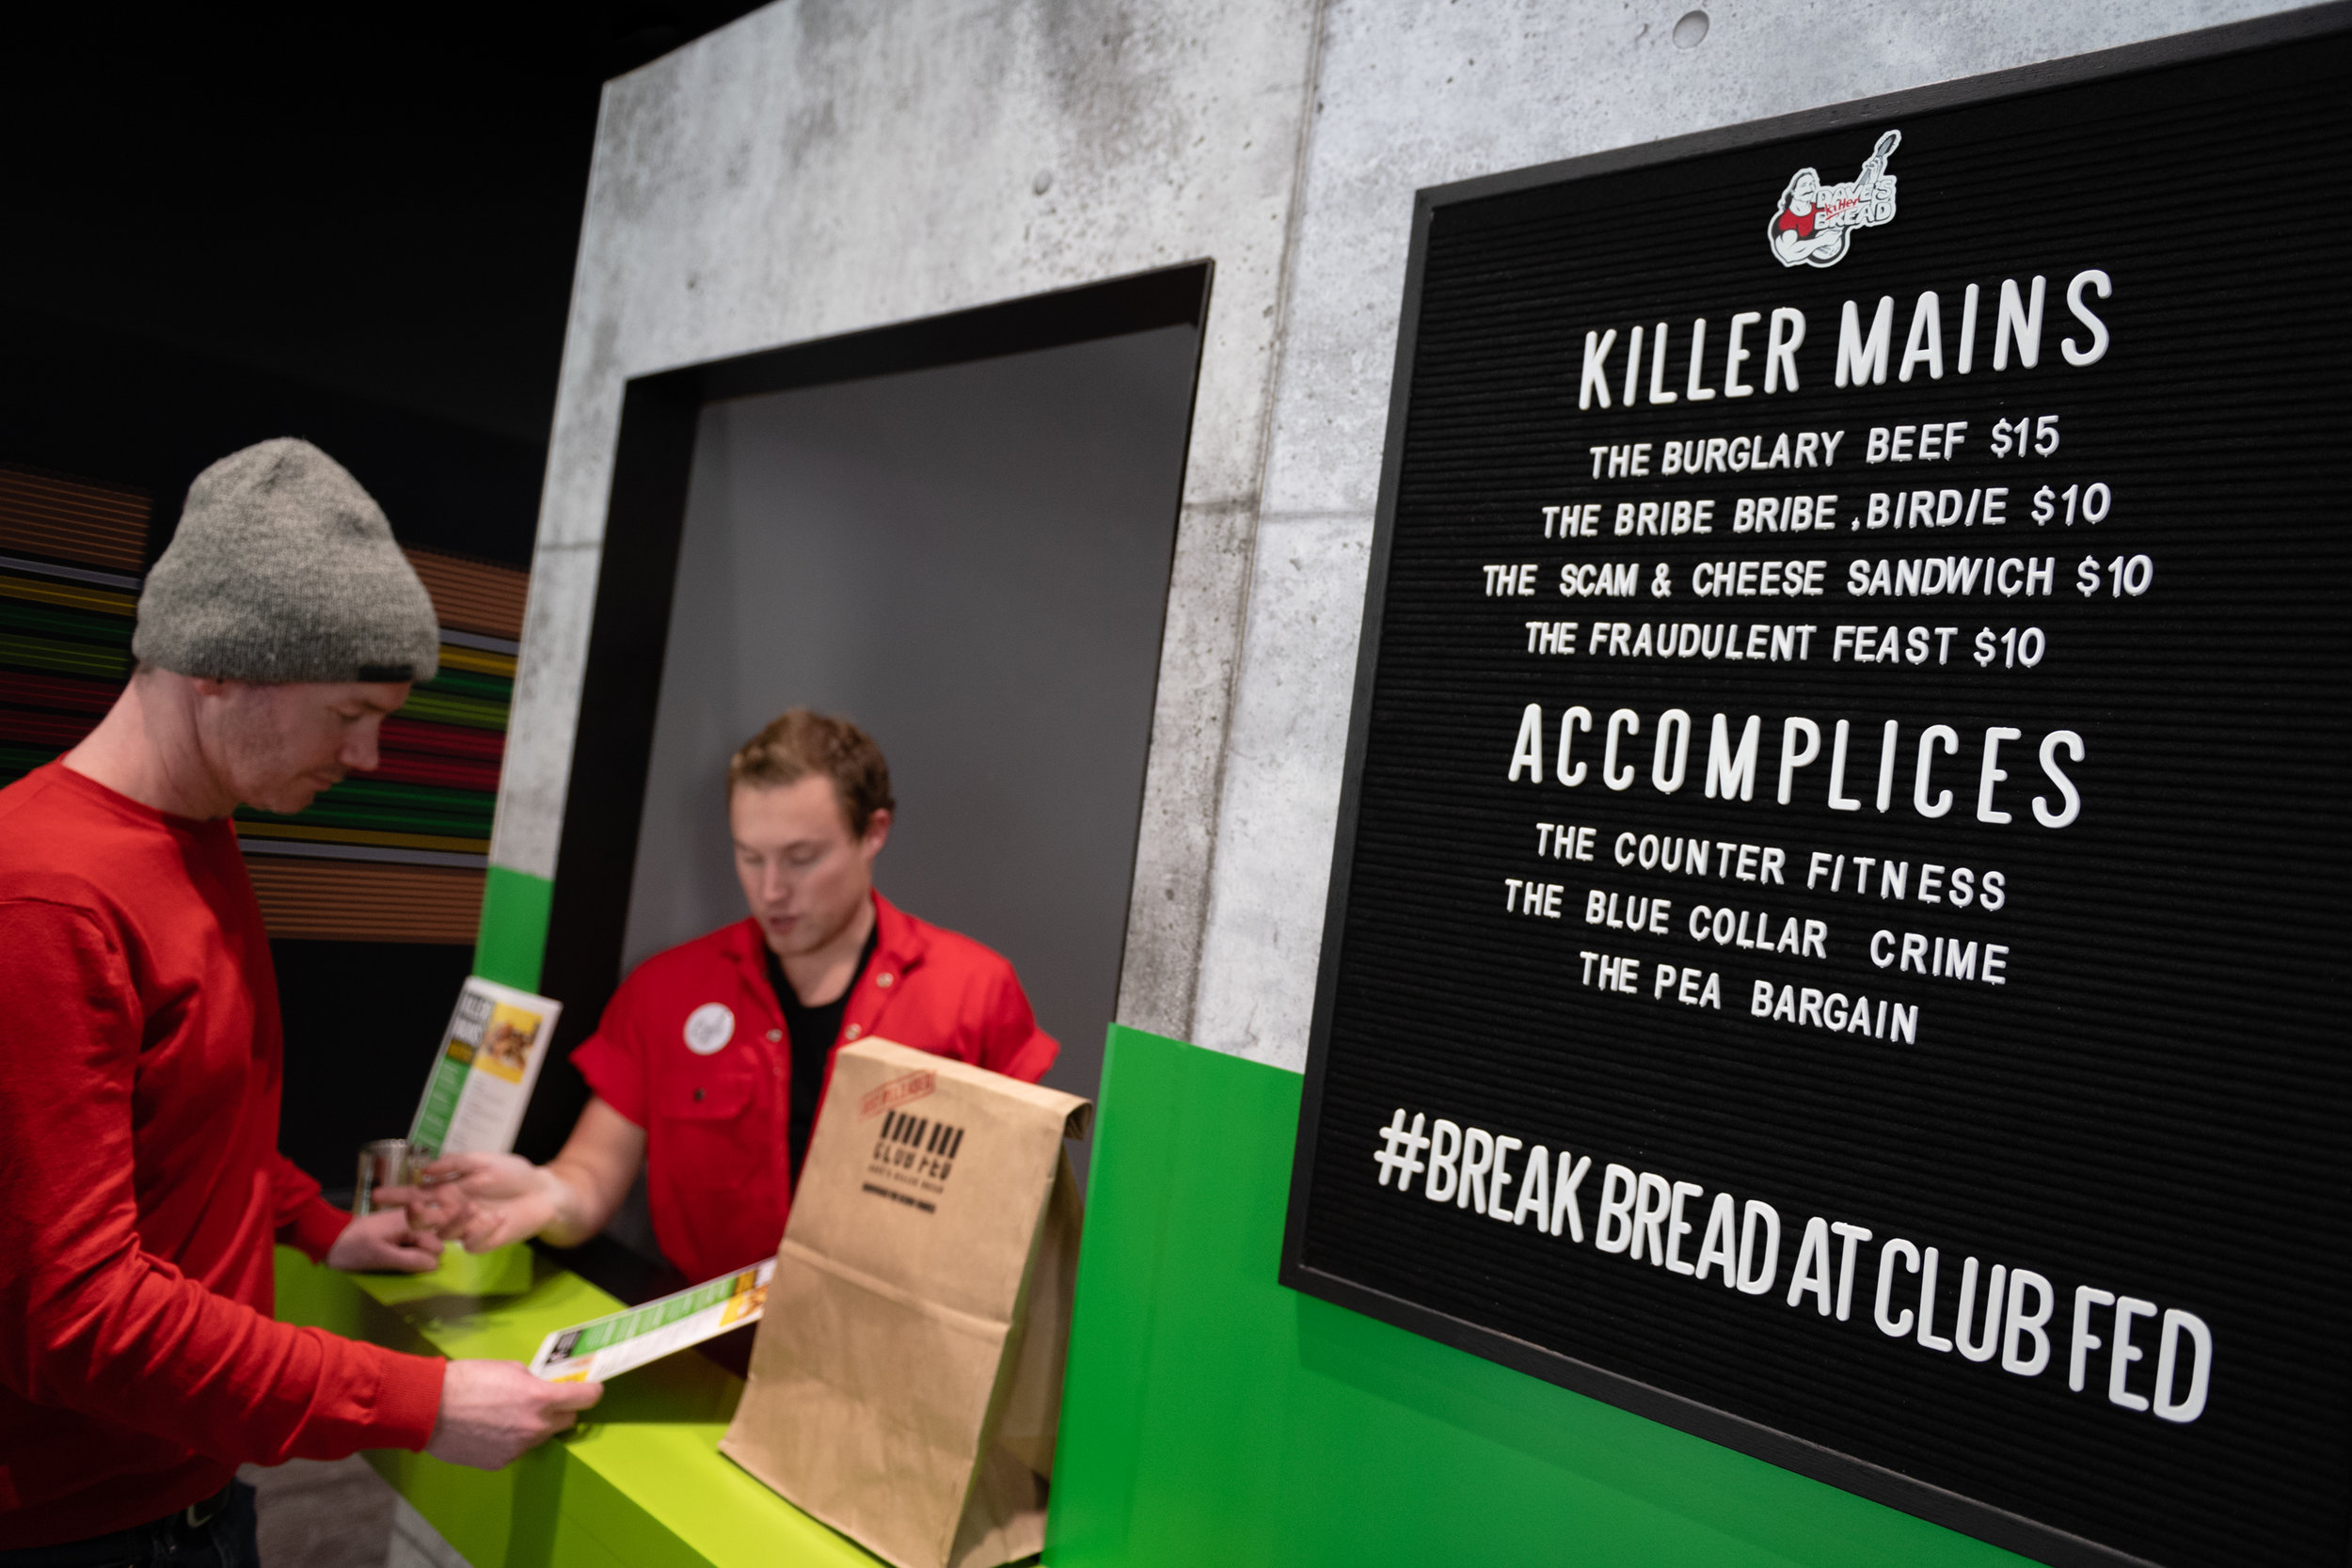 DAVE'S
Killer
BREAD
KILLER MAINS
THE BURGLARY BEEF $15
THE BRIBE BRIBE ,BIRD/E $10
THE SCAM & CHEESE SANDWICH $10
THE FRAUDULENT FEAST $10
ACCOMPLICES
THE COUNTER FITNESS
THE BLUE COLLAR CRIME
THE PEA BARGAIN
#BREAK BREAD AT CLUB FED
CLUB FED